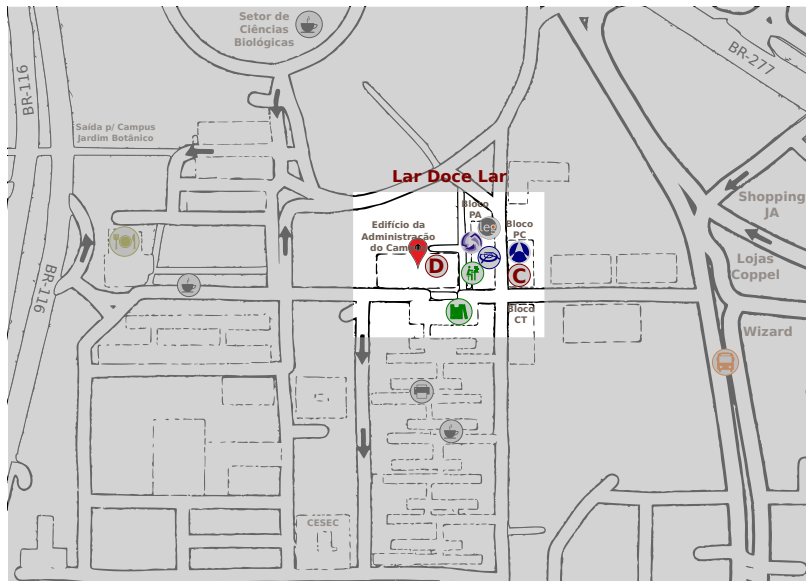 Setor de
Ciências
Biológicas
BR-116
BR-277
Saída p/ Campus
Jardim Botânico
Lar Doce Lar
Shopping
JA
Bloco
PA
leg
Edifício da
Administração
do Cam
Bloco
PC
Lojas
Coppel
D
C
BR-116
Bloco
CT
Wizard
CESEC